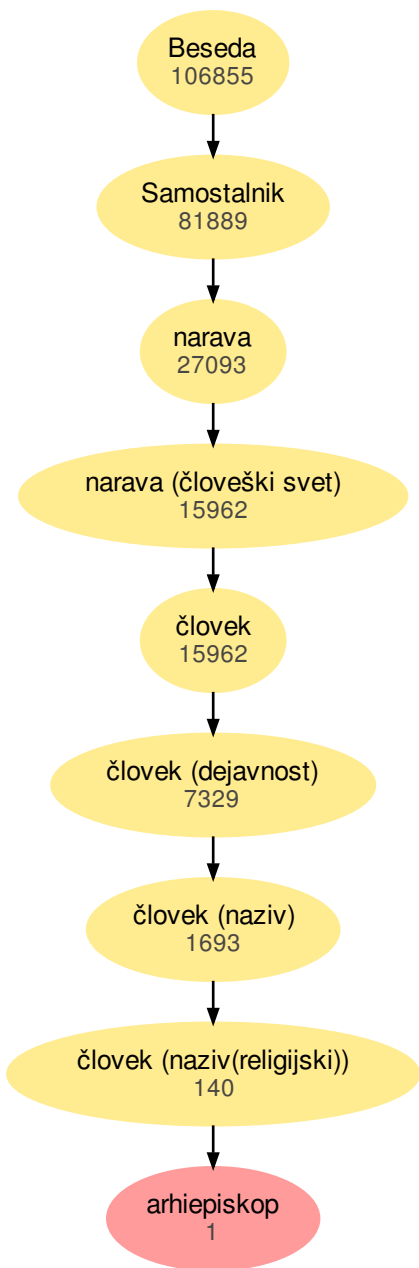 Beseda
106855
Samostalnik
81889
narava
27093
narava (človeški svet)
15962
človek
15962
človek (dejavnost)
7329
človek (naziv)
1693
človek (naziv(religijski))
140
arhiepiskop
1